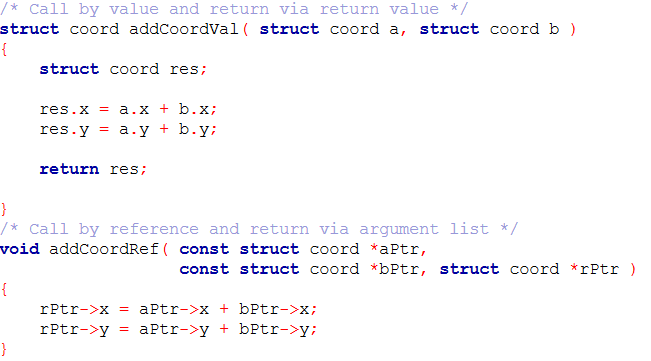 /* Call by value and return via return value */
struct coord addCoordVal( struct coord a, struct coord b )
{
    struct coord res;

    res.x = a.x + b.x;
    res.y = a.y + b.y;

    return res;

}
/* Call by reference and return via argument list */
void addCoordRef( const struct coord *aPtr,
                  const struct coord *bPtr, struct coord *rPtr )
{
    rPtr->x = aPtr->x + bPtr->x;
    rPtr->y = aPtr->y + bPtr->y;
}